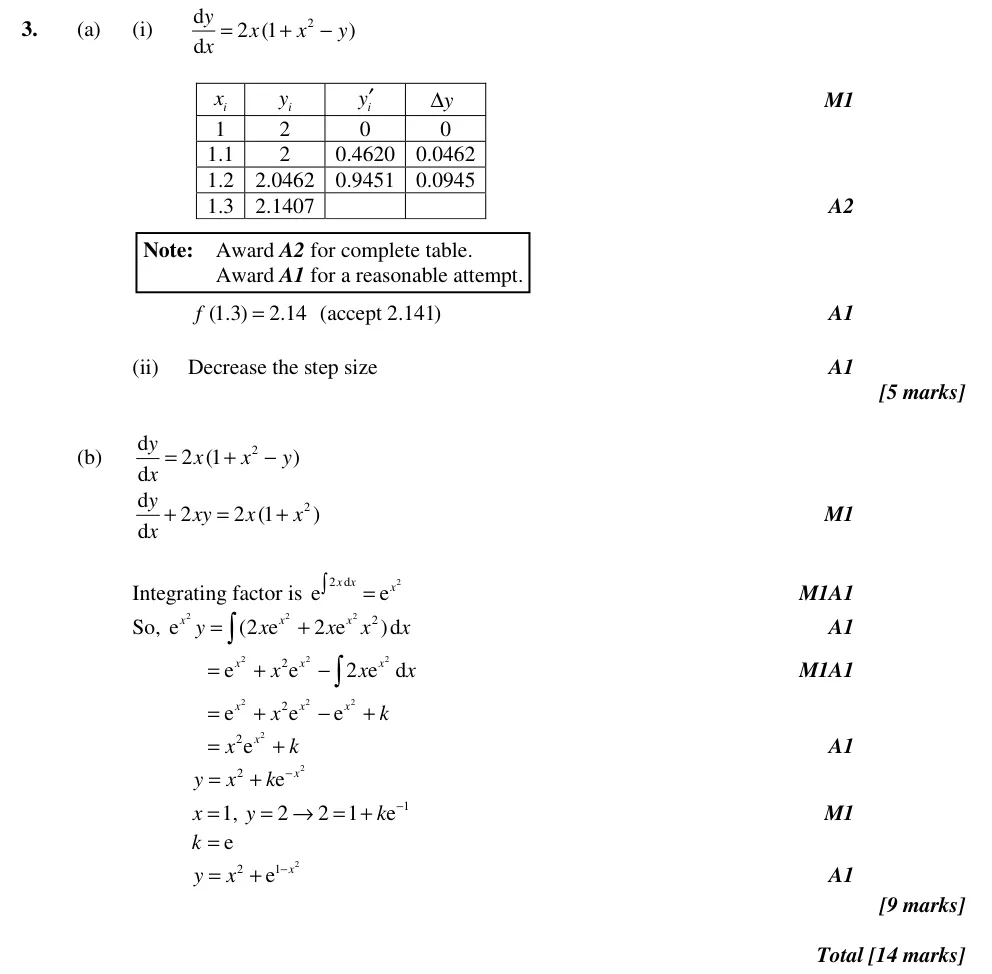 3. (a) (i) dy/dx = 2x(1 + x² − y)
xᵢ yᵢ yᵢ′ Δy M1
1 2 0 0
1.1 2 0.4620 0.0462
1.2 2.0462 0.9451 0.0945
1.3 2.1407 A2
Note: Award A2 for complete table.
Award A1 for a reasonable attempt.
f (1.3) = 2.14 (accept 2.141) A1
(ii) Decrease the step size A1
[5 marks]
(b) dy/dx = 2x(1 + x² − y)
dy/dx + 2xy = 2x(1 + x²) M1
Integrating factor is e^(∫2xdx) = e^(x²) M1A1
So, e^(x²) y = ∫(2xe^(x²) + 2xe^(x²) x²)dx A1
= e^(x²) + x²e^(x²) − ∫2xe^(x²) dx M1A1
= e^(x²) + x²e^(x²) − e^(x²) + k
= x²e^(x²) + k A1
y = x² + ke^(−x²)
x = 1, y = 2 → 2 = 1 + ke⁻¹ M1
k = e
y = x² + e^(1−x²) A1
[9 marks]
Total [14 marks]